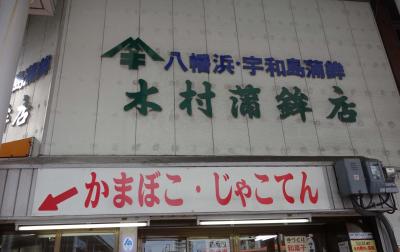 八幡浜・宇和島蒲鉾
木村蒲鉾店
かまぼこ・じゃこてん